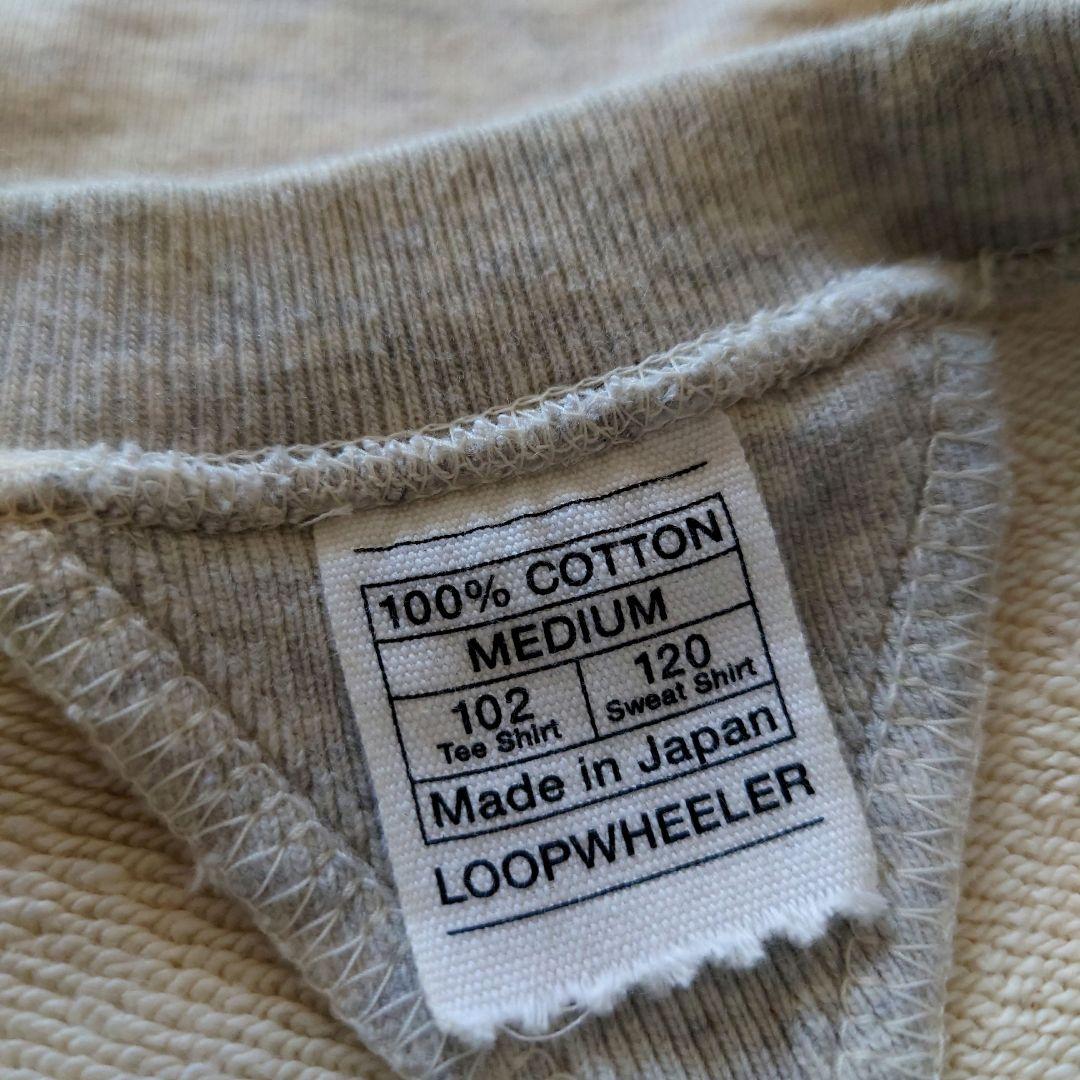 100% COTTON
MEDIUM
102
Tee Shirt
120
Sweat Shirt
Made in Japan
LOOPWHEELER